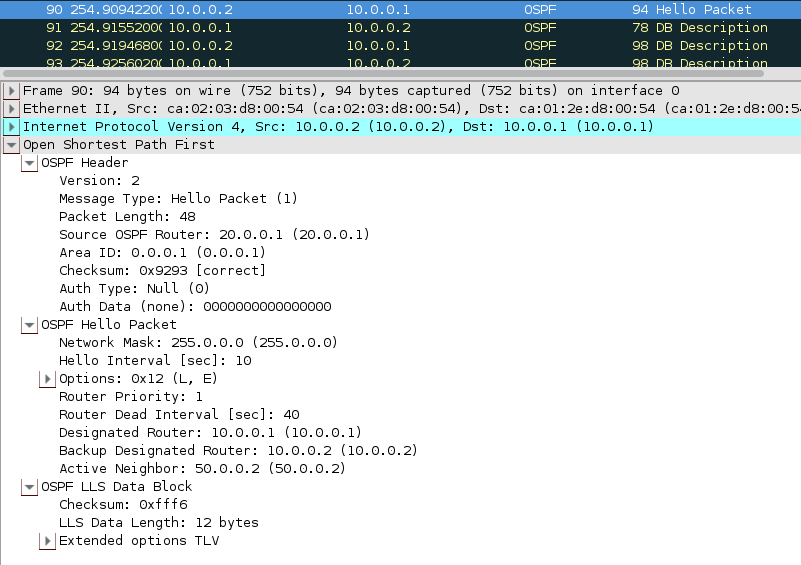 90 254.90942200 10.0.0.2 10.0.0.1 OSPF 94 Hello Packet
91 254.91552000 10.0.0.1 10.0.0.2 OSPF 78 DB Description
92 254.91946800 10.0.0.2 10.0.0.1 OSPF 98 DB Description
93 254.92560200 10.0.0.1 10.0.0.2 OSPF 98 DB Description
Frame 90: 94 bytes on wire (752 bits), 94 bytes captured (752 bits) on interface 0
Ethernet II, Src: ca:02:03:d8:00:54 (ca:02:03:d8:00:54), Dst: ca:01:2e:d8:00:54 (ca:01:2e:d8:00:54
Internet Protocol Version 4, Src: 10.0.0.2 (10.0.0.2), Dst: 10.0.0.1 (10.0.0.1)
Open Shortest Path First
OSPF Header
Version: 2
Message Type: Hello Packet (1)
Packet Length: 48
Source OSPF Router: 20.0.0.1 (20.0.0.1)
Area ID: 0.0.0.1 (0.0.0.1)
Checksum: 0x9293 [correct]
Auth Type: Null (0)
Auth Data (none): 0000000000000000
OSPF Hello Packet
Network Mask: 255.0.0.0 (255.0.0.0)
Hello Interval [sec]: 10
Options: 0x12 (L, E)
Router Priority: 1
Router Dead Interval [sec]: 40
Designated Router: 10.0.0.1 (10.0.0.1)
Backup Designated Router: 10.0.0.2 (10.0.0.2)
Active Neighbor: 50.0.0.2 (50.0.0.2)
OSPF LLS Data Block
Checksum: 0xfff6
LLS Data Length: 12 bytes
Extended options TLV